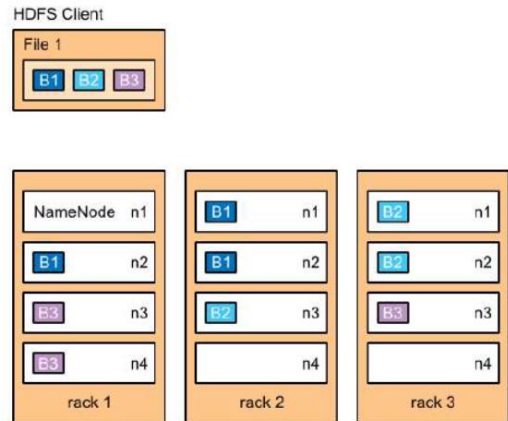 HDFS Client
File 1
B1 B2 B3
NameNode n1
B1 n2
B3 n3
B3 n4
rack 1
B1 n1
B1 n2
B2 n3
n4
rack 2
B2 n1
B2 n2
B3 n3
n4
rack 3